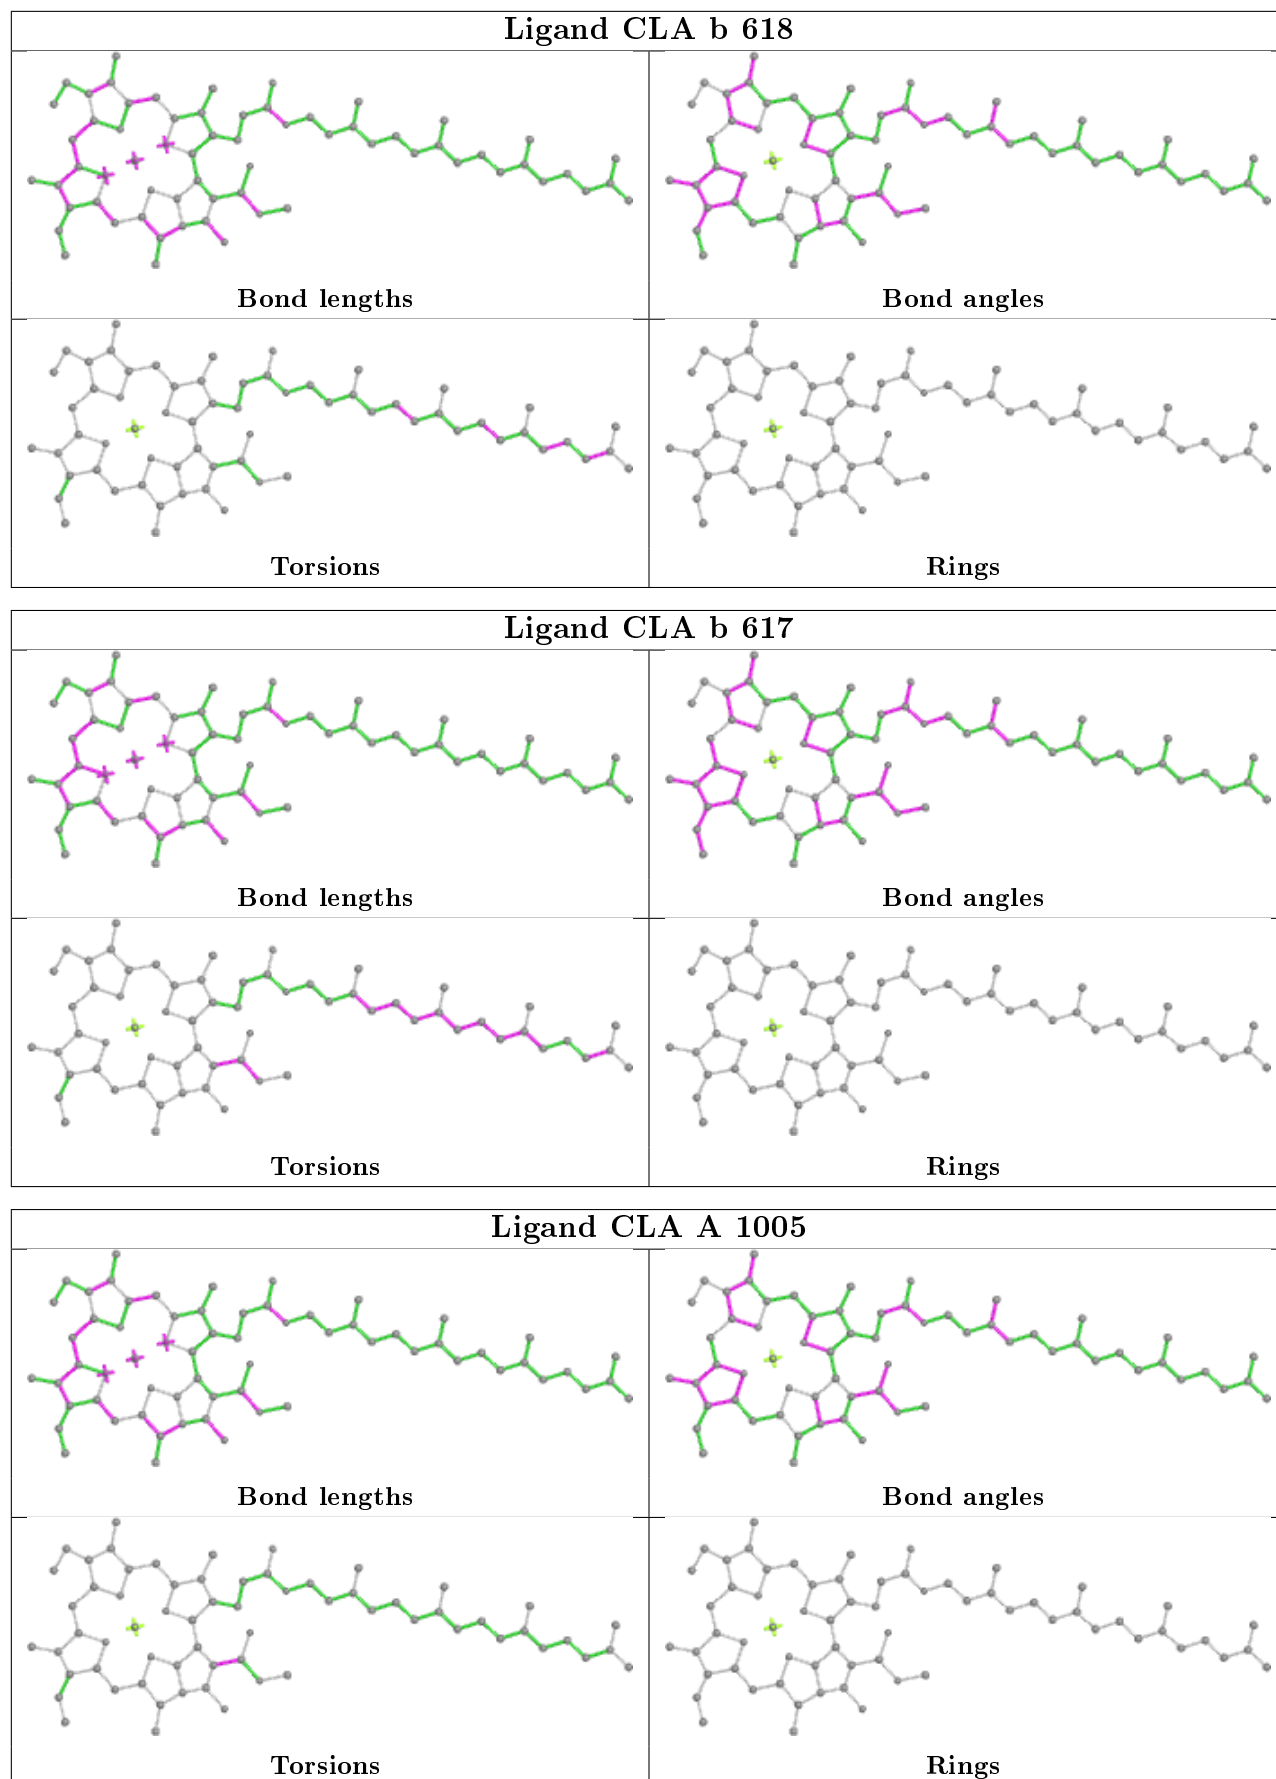 Ligand CLA b 618
Bond lengths
Bond angles
Torsions
Rings
Ligand CLA b 617
Bond lengths
Bond angles
Torsions
Rings
Ligand CLA A 1005
Bond lengths
Bond angles
Torsions
Rings